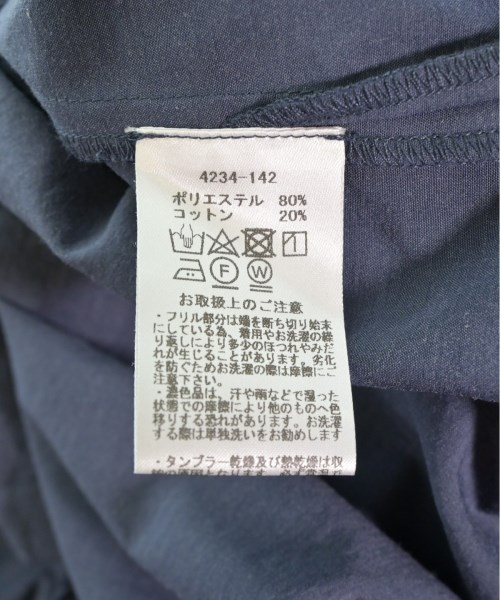 4234-142
ポリエステル 80%
コットン 20%
F W
お取扱上のご注意
・フリル部分は端を断ち切り始末
にしている為、着用やお洗濯の繰
り返しにより多少のほつれやみだ
れが生じることがあります。劣化
を防ぐためお洗濯の際は摩擦にご
注意下さい。
・濃色品は、汗や雨などで湿った
状態での摩擦により他のものへ色
移りする恐れがあります。お洗濯
する際は単独洗いをお勧めします
・タンブラー乾燥及び熱乾燥は収